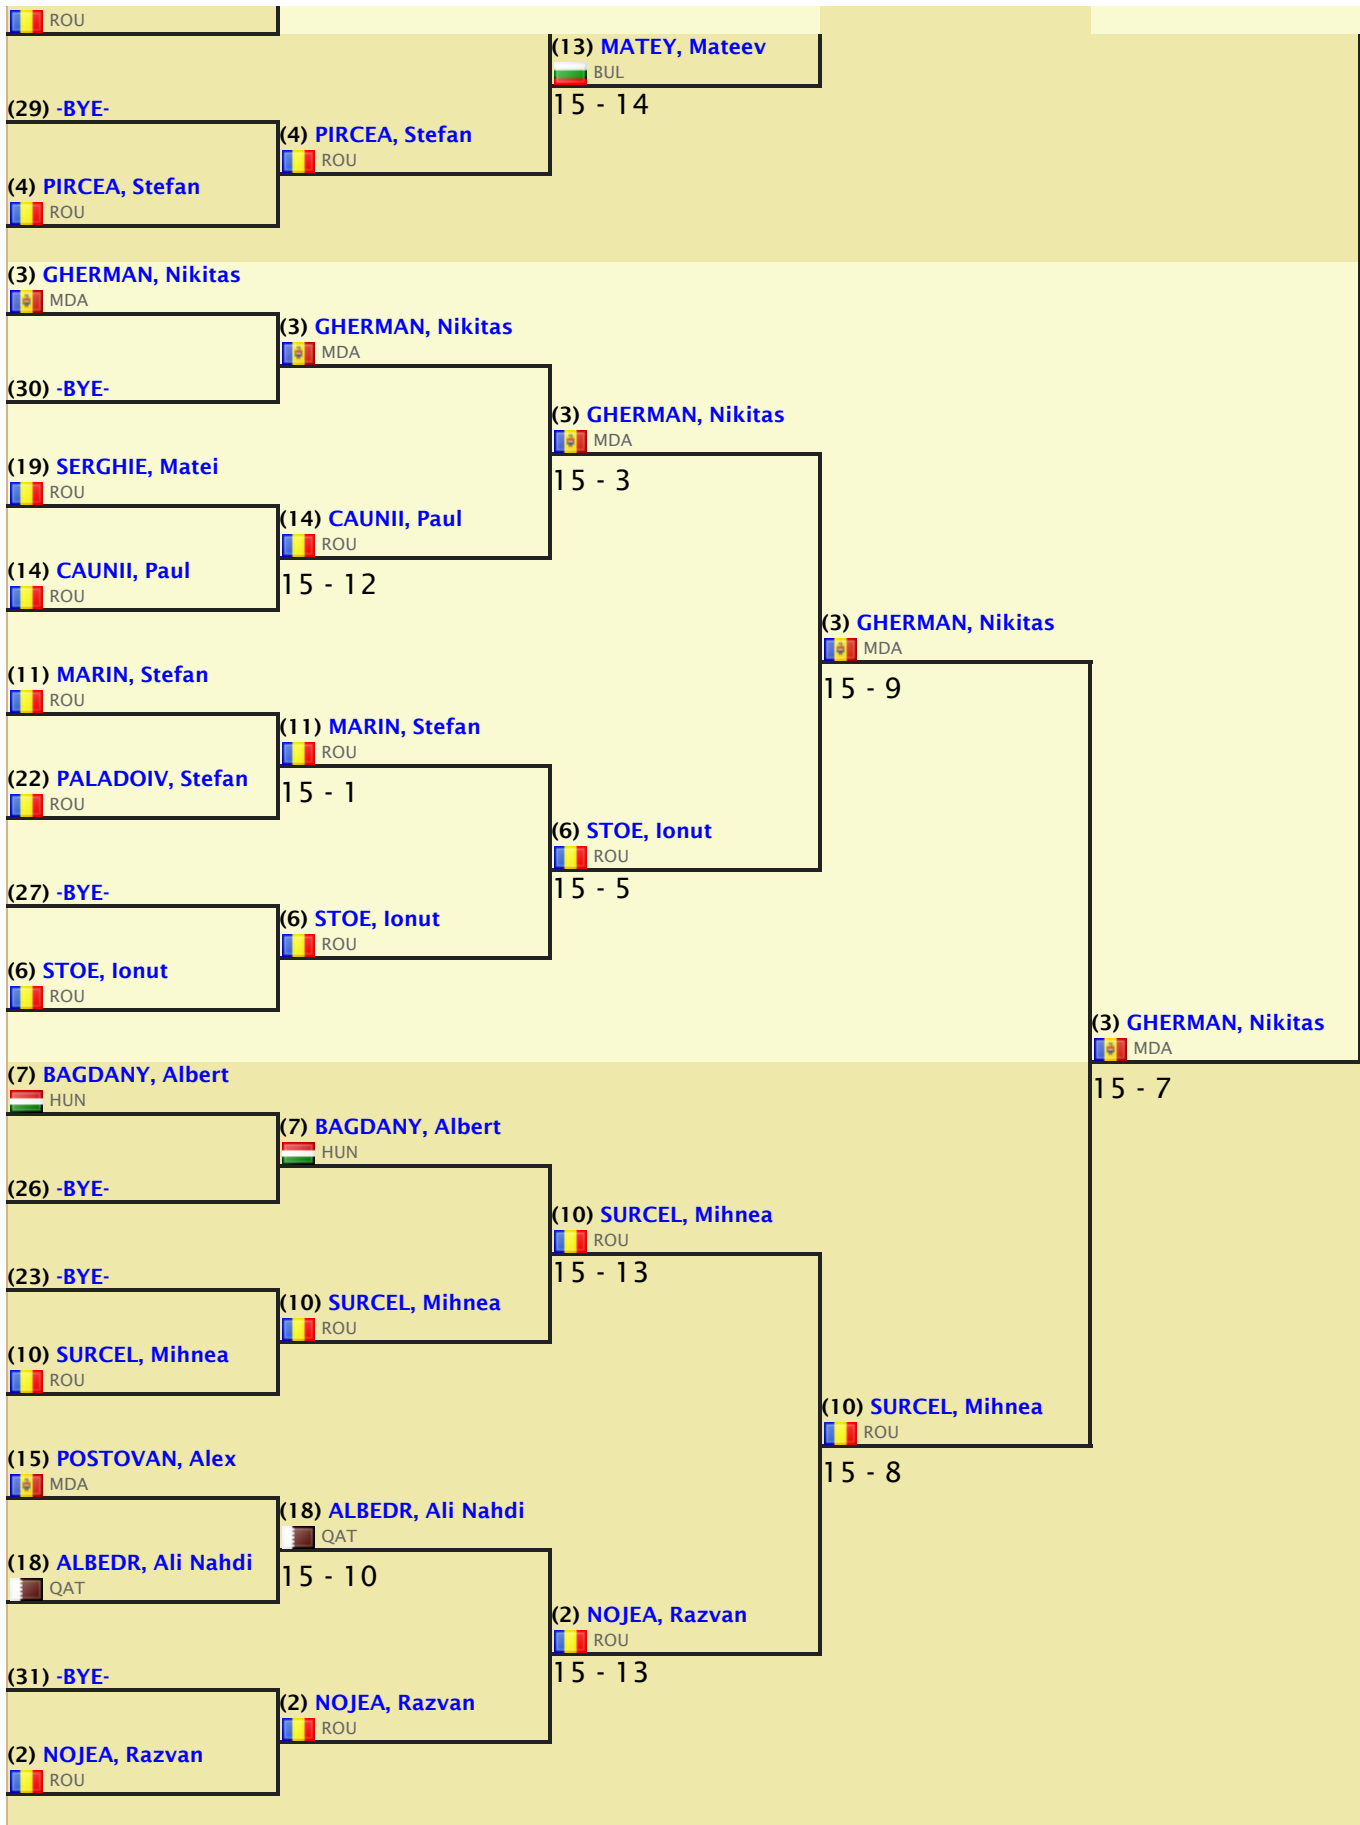 ROU
(13) MATEY, Mateev
BUL
15 - 14
(29) -BYE-
(4) PIRCEA, Stefan
ROU
(4) PIRCEA, Stefan
ROU
(3) GHERMAN, Nikitas
MDA
(3) GHERMAN, Nikitas
MDA
(30) -BYE-
(3) GHERMAN, Nikitas
MDA
15 - 3
(19) SERGHIE, Matei
ROU
(14) CAUNII, Paul
ROU
15 - 12
(14) CAUNII, Paul
ROU
(3) GHERMAN, Nikitas
MDA
15 - 9
(11) MARIN, Stefan
ROU
(11) MARIN, Stefan
ROU
15 - 1
(22) PALADOIV, Stefan
ROU
(6) STOE, Ionut
ROU
15 - 5
(27) -BYE-
(6) STOE, Ionut
ROU
(6) STOE, Ionut
ROU
(3) GHERMAN, Nikitas
MDA
15 - 7
(7) BAGDANY, Albert
HUN
(7) BAGDANY, Albert
HUN
(26) -BYE-
(10) SURCEL, Mihnea
ROU
15 - 13
(23) -BYE-
(10) SURCEL, Mihnea
ROU
(10) SURCEL, Mihnea
ROU
(10) SURCEL, Mihnea
ROU
15 - 8
(15) POSTOVAN, Alex
MDA
(18) ALBEDR, Ali Nahdi
QAT
15 - 10
(18) ALBEDR, Ali Nahdi
QAT
(2) NOJEA, Razvan
ROU
15 - 13
(31) -BYE-
(2) NOJEA, Razvan
ROU
(2) NOJEA, Razvan
ROU